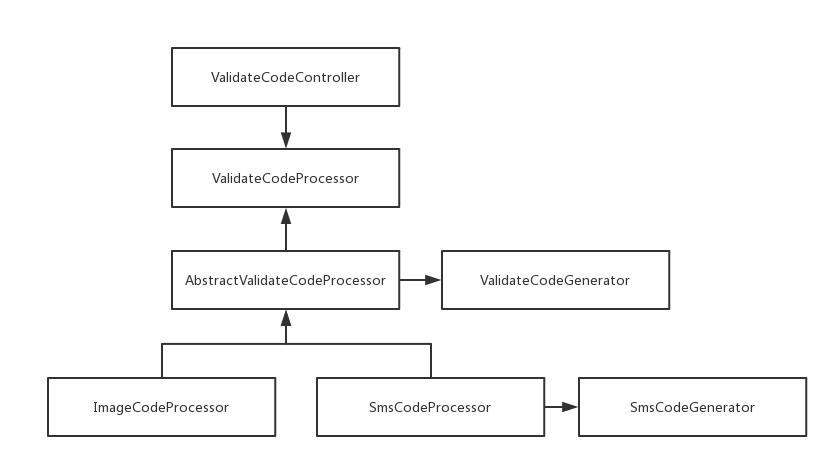 ValidateCodeController
ValidateCodeProcessor
AbstractValidateCodeProcessor
ValidateCodeGenerator
ImageCodeProcessor
SmsCodeProcessor
SmsCodeGenerator